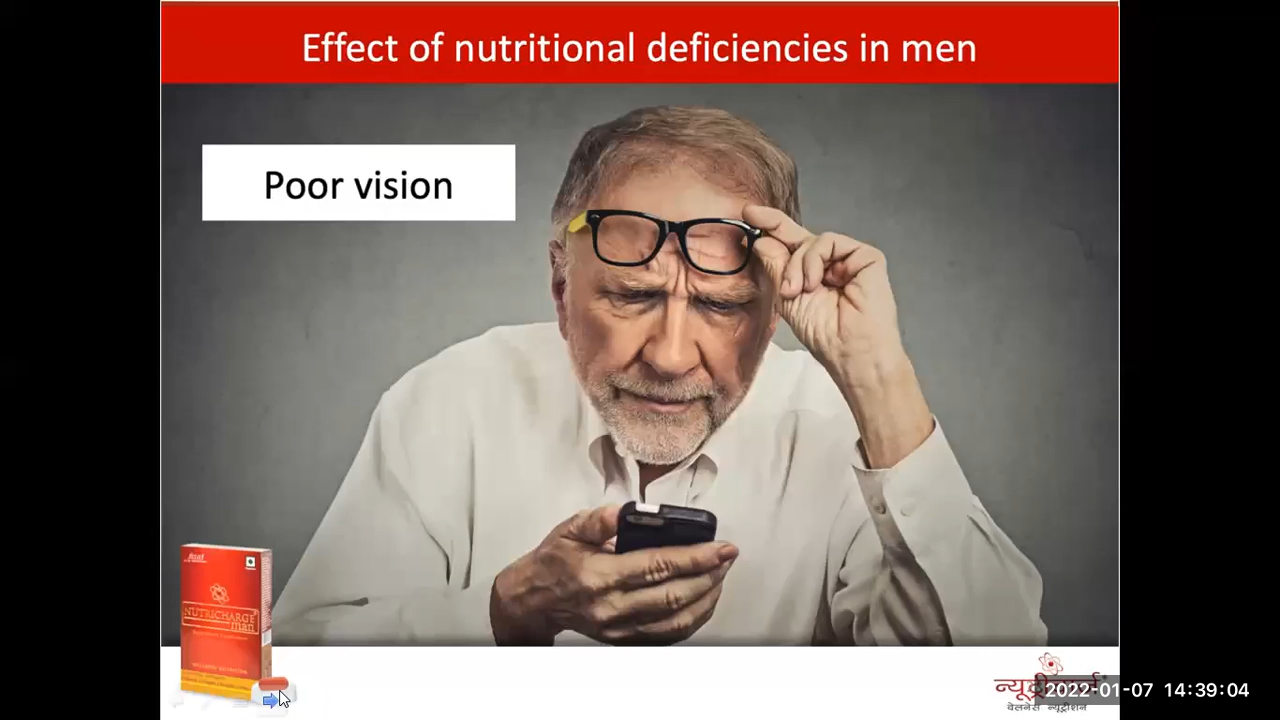 Effect of nutritional deficiencies in men
Poor vision
NUTRICHARGE
man
2022-01-07 14:39:04
वेलनेस न्यूट्रीशन